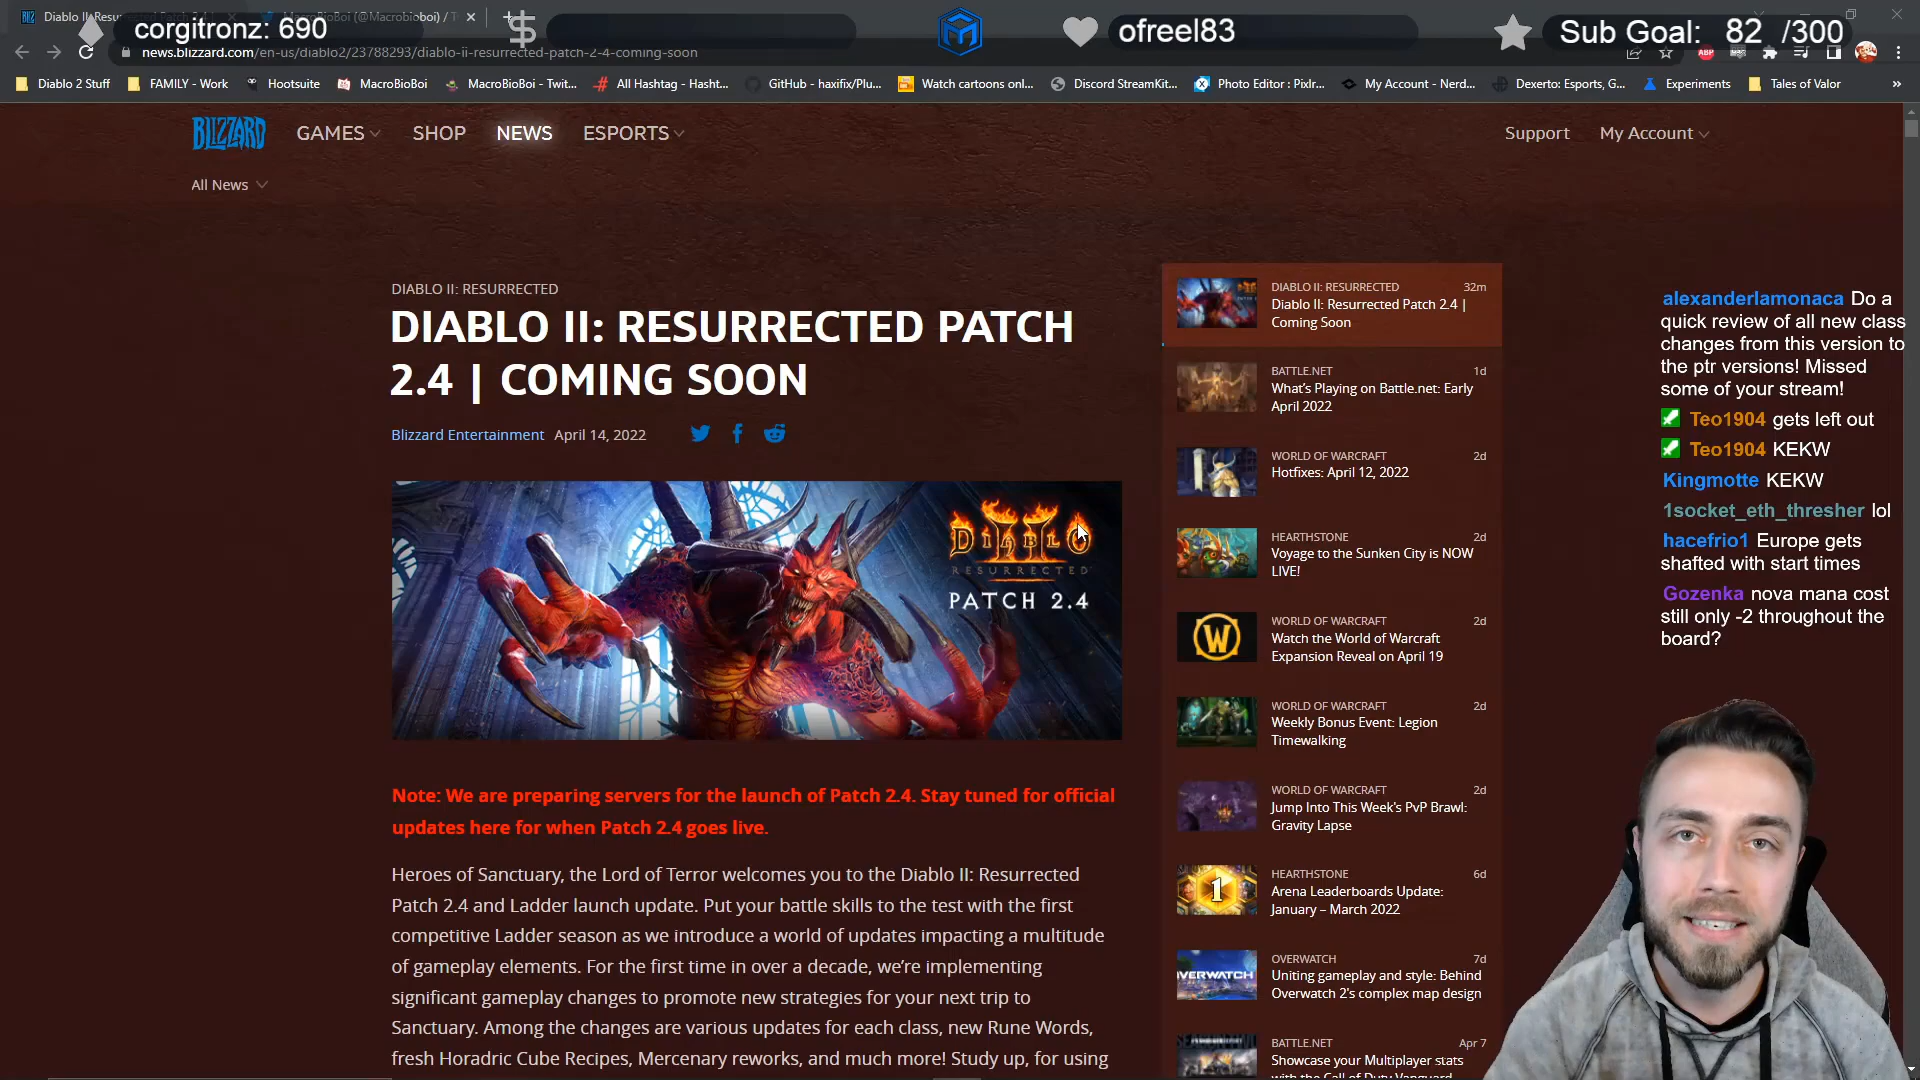 corgitronz: 690
ofreel83
Sub Goal: 82 /300
MacroBioBoi (@Macrobioboi) / T
news.blizzard.com/en-us/diablo2/23788293/diablo-ii-resurrected-patch-2-4-coming-soon
Diablo 2 Stuff
FAMILY - Work
Hootsuite
MacroBioBoi
MacroBioBoi - Twit...
All Hashtag - Hasht...
GitHub - haxifix/Plu...
Watch cartoons onl...
Discord StreamKit...
Photo Editor : Pixlr...
My Account - Nerd...
Dexerto: Esports, G...
Experiments
Tales of Valor
»
BLIZZARD
GAMES
SHOP
NEWS
ESPORTS
Support
My Account
All News
DIABLO II: RESURRECTED
DIABLO II: RESURRECTED PATCH
2.4 | COMING SOON
Blizzard Entertainment April 14, 2022
DIABLO II
RESURRECTED
PATCH 2.4
Note: We are preparing servers for the launch of Patch 2.4. Stay tuned for official
updates here for when Patch 2.4 goes live.
Heroes of Sanctuary, the Lord of Terror welcomes you to the Diablo II: Resurrected
Patch 2.4 and Ladder launch update. Put your battle skills to the test with the first
competitive Ladder season as we introduce a world of updates impacting a multitude
of gameplay elements. For the first time in over a decade, we're implementing
significant gameplay changes to promote new strategies for your next trip to
Sanctuary. Among the changes are various updates for each class, new Rune Words,
fresh Horadric Cube Recipes, Mercenary reworks, and much more! Study up, for using
DIABLO II: RESURRECTED 32m
Diablo II: Resurrected Patch 2.4 |
Coming Soon
BATTLE.NET 1d
What's Playing on Battle.net: Early
April 2022
WORLD OF WARCRAFT 2d
Hotfixes: April 12, 2022
HEARTHSTONE 2d
Voyage to the Sunken City is NOW
LIVE!
WORLD OF WARCRAFT 2d
Watch the World of Warcraft
Expansion Reveal on April 19
WORLD OF WARCRAFT 2d
Weekly Bonus Event: Legion
Timewalking
WORLD OF WARCRAFT 2d
Jump Into This Week's PvP Brawl:
Gravity Lapse
HEARTHSTONE 6d
Arena Leaderboards Update:
January – March 2022
OVERWATCH 7d
Uniting gameplay and style: Behind
Overwatch 2's complex map design
BATTLE.NET Apr 7
Showcase your Multiplayer stats
with the Call of Duty Vanguard
alexanderlamonaca Do a
quick review of all new class
changes from this version to
the ptr versions! Missed
some of your stream!
Teo1904 gets left out
Teo1904 KEKW
Kingmotte KEKW
1socket_eth_thresher lol
hacefrio1 Europe gets
shafted with start times
Gozenka nova mana cost
still only -2 throughout the
board?